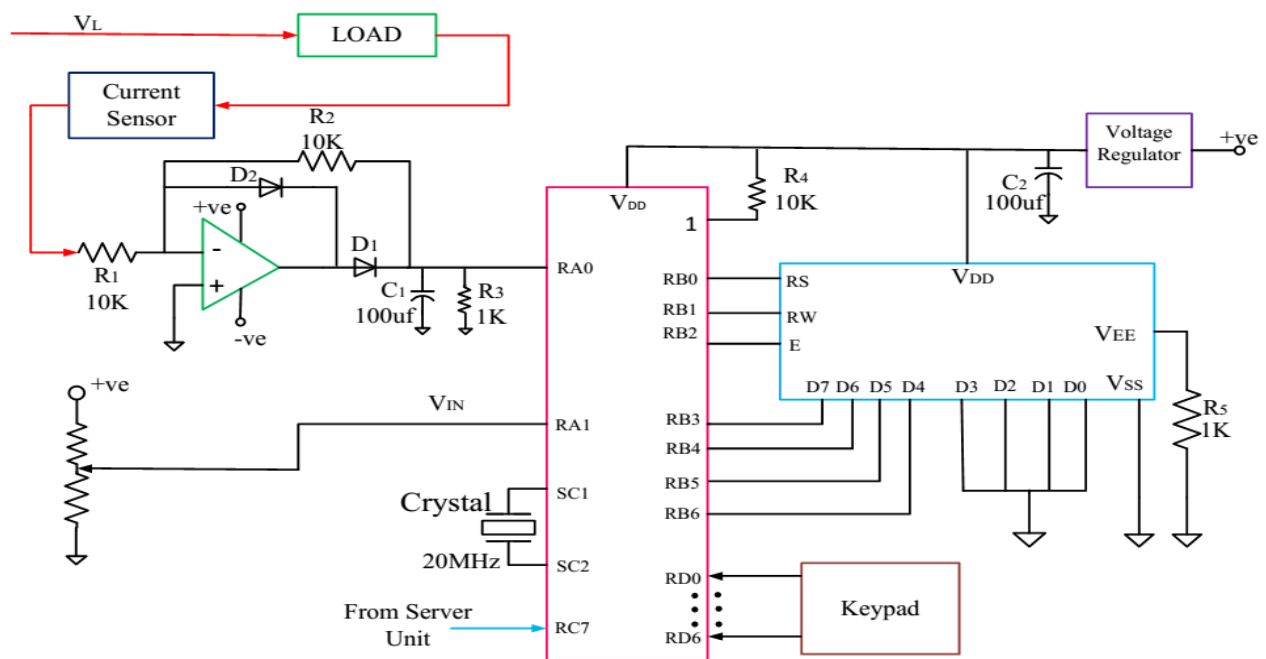 VL
LOAD
Current
Sensor
R2
10K
D2
+ve
-
+
-ve
R1
10K
D1
C1
100uf
R3
1K
RA0
VDD
1
R4
10K
C2
100uf
Voltage
Regulator
+ve
RB0
RB1
RB2
RS
RW
E
VDD
VEE
VSS
D7 D6 D5 D4 D3 D2 D1 D0
R5
1K
+ve
VIN
RA1
RB3
RB4
RB5
RB6
Crystal
20MHz
SC1
SC2
From Server
Unit
RC7
RD0
RD6
Keypad